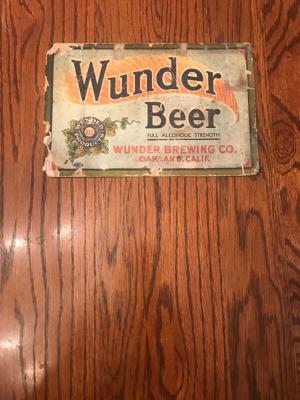 Wunder
Beer
FULL ALCOHOLIC STRENGTH
WUNDER BREWING CO.
OAKLAND, CALIF.